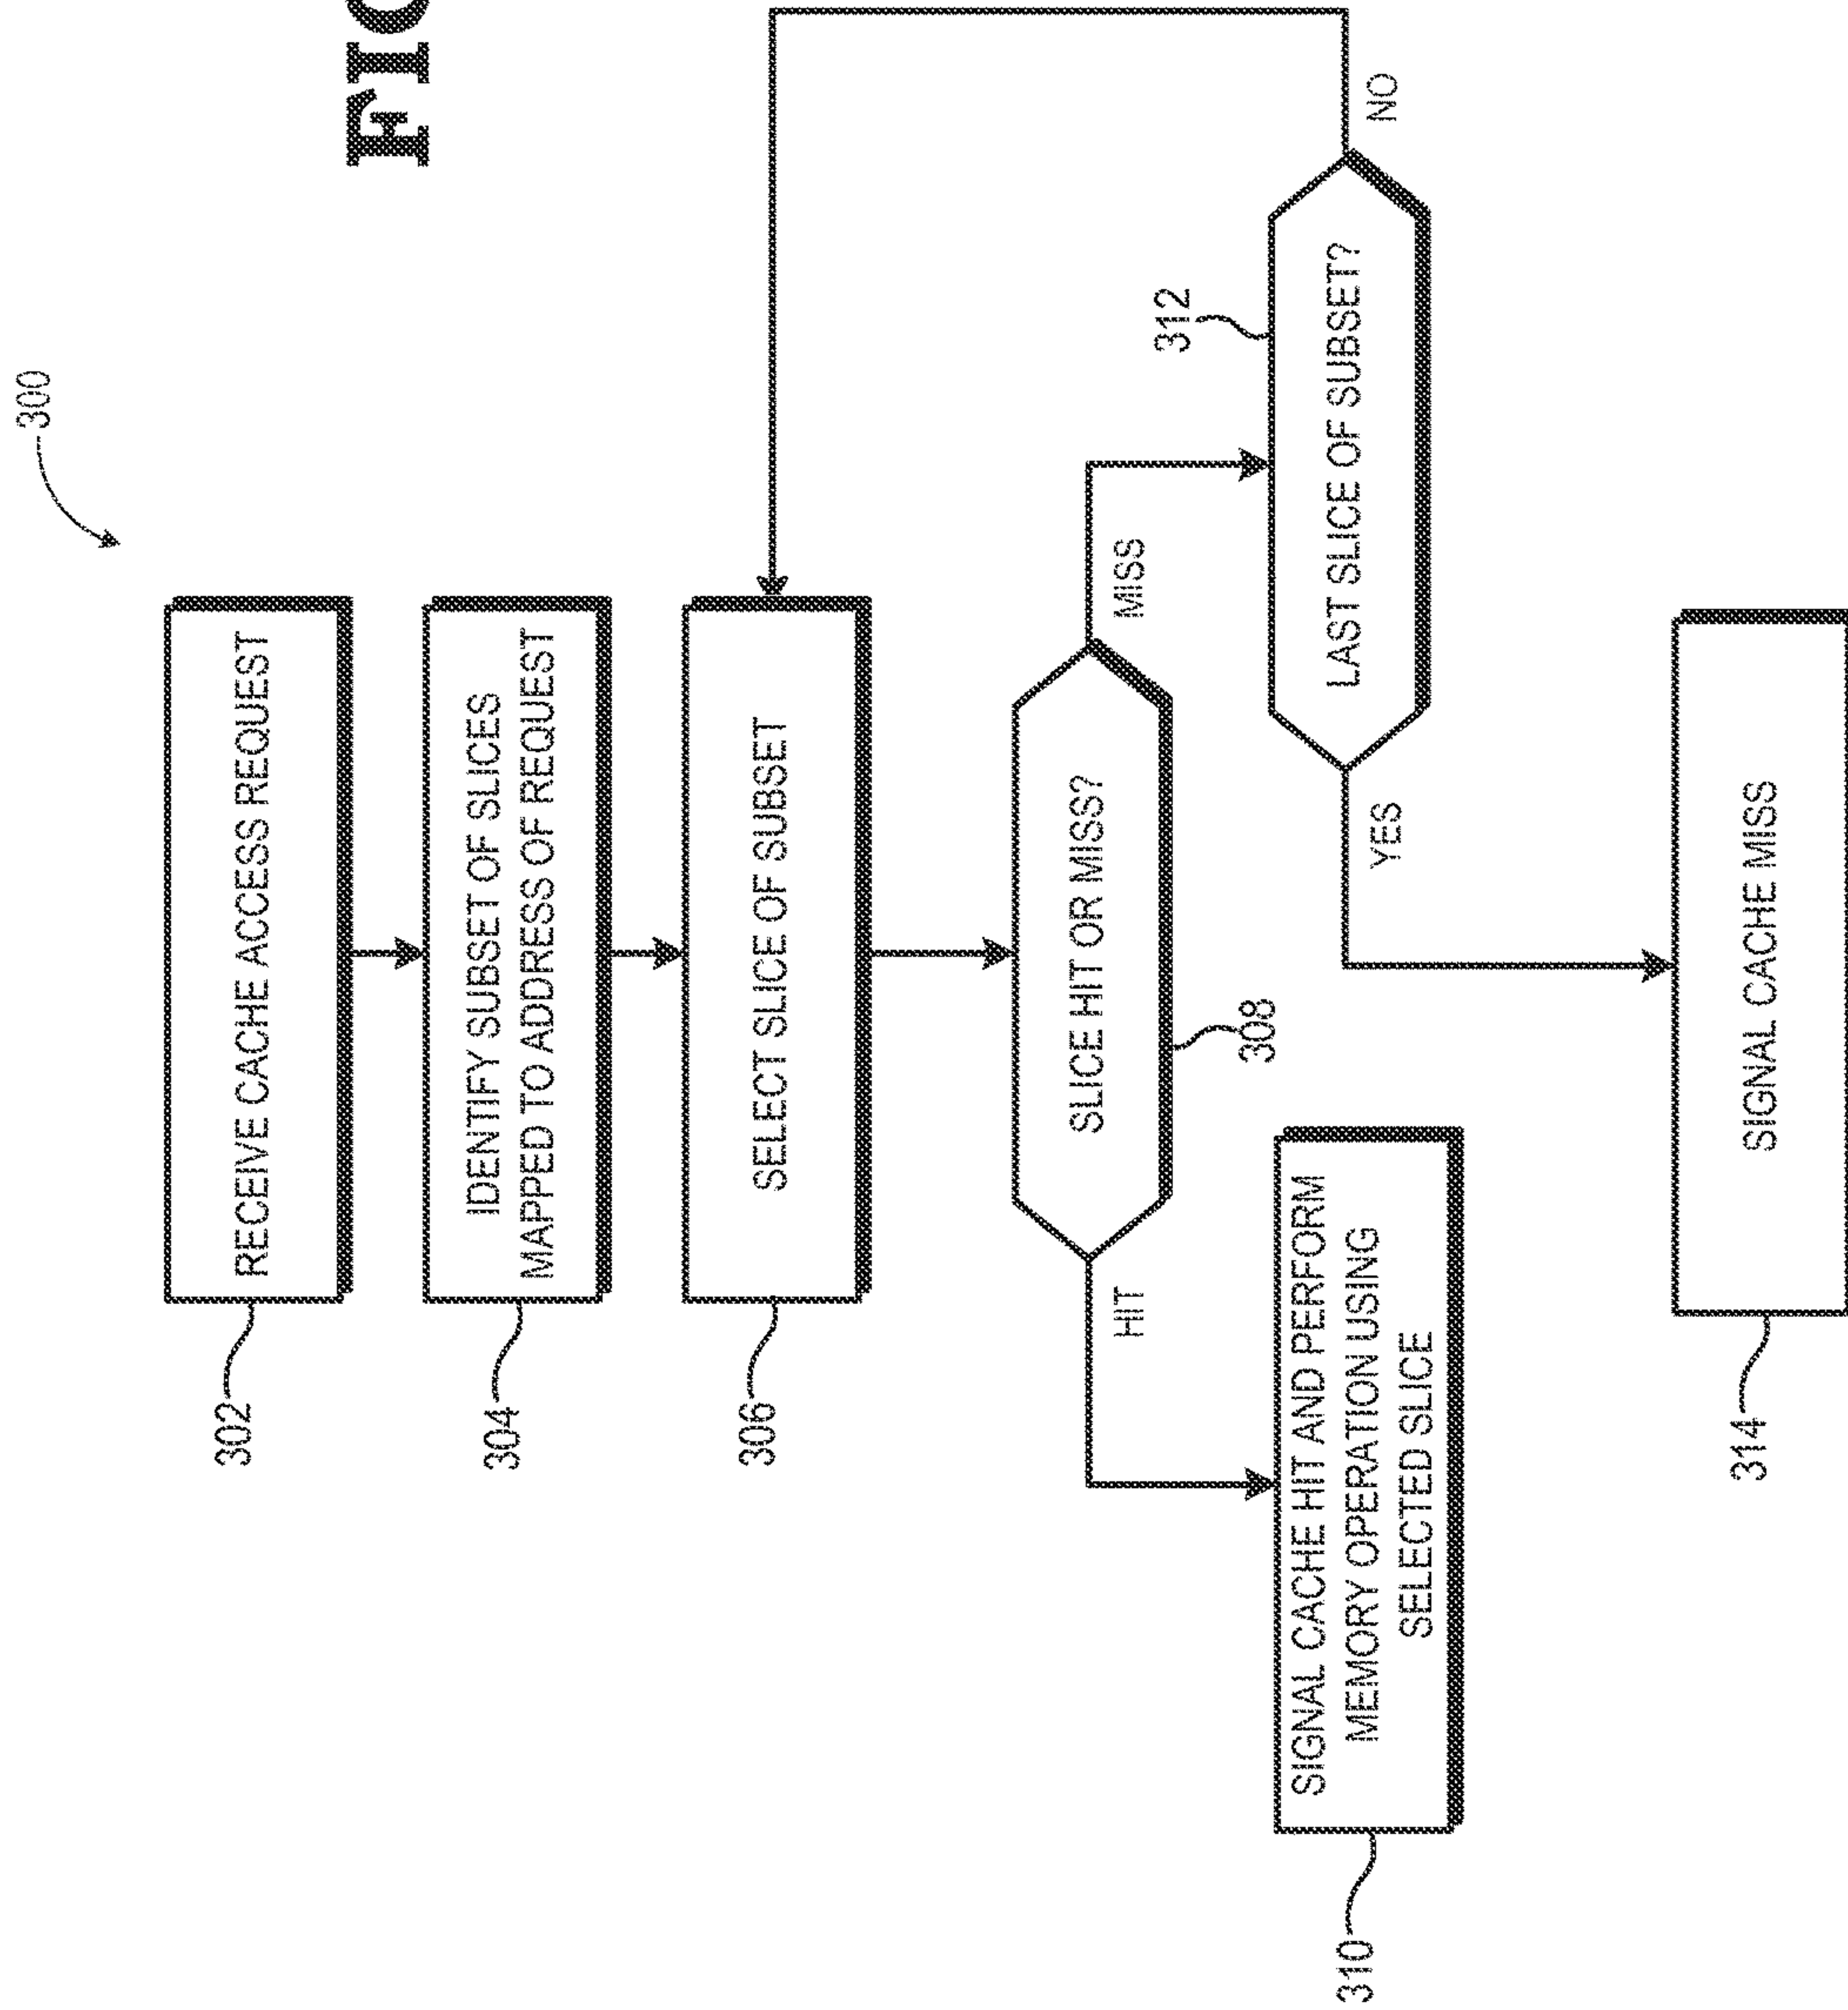 300
302
RECEIVE CACHE ACCESS REQUEST
304
IDENTIFY SUBSET OF SLICES
MAPPED TO ADDRESS OF REQUEST
306
SELECT SLICE OF SUBSET
SLICE HIT OR MISS?
308
HIT
MISS
310
SIGNAL CACHE HIT AND PERFORM
MEMORY OPERATION USING
SELECTED SLICE
312
LAST SLICE OF SUBSET?
YES
NO
314
SIGNAL CACHE MISS